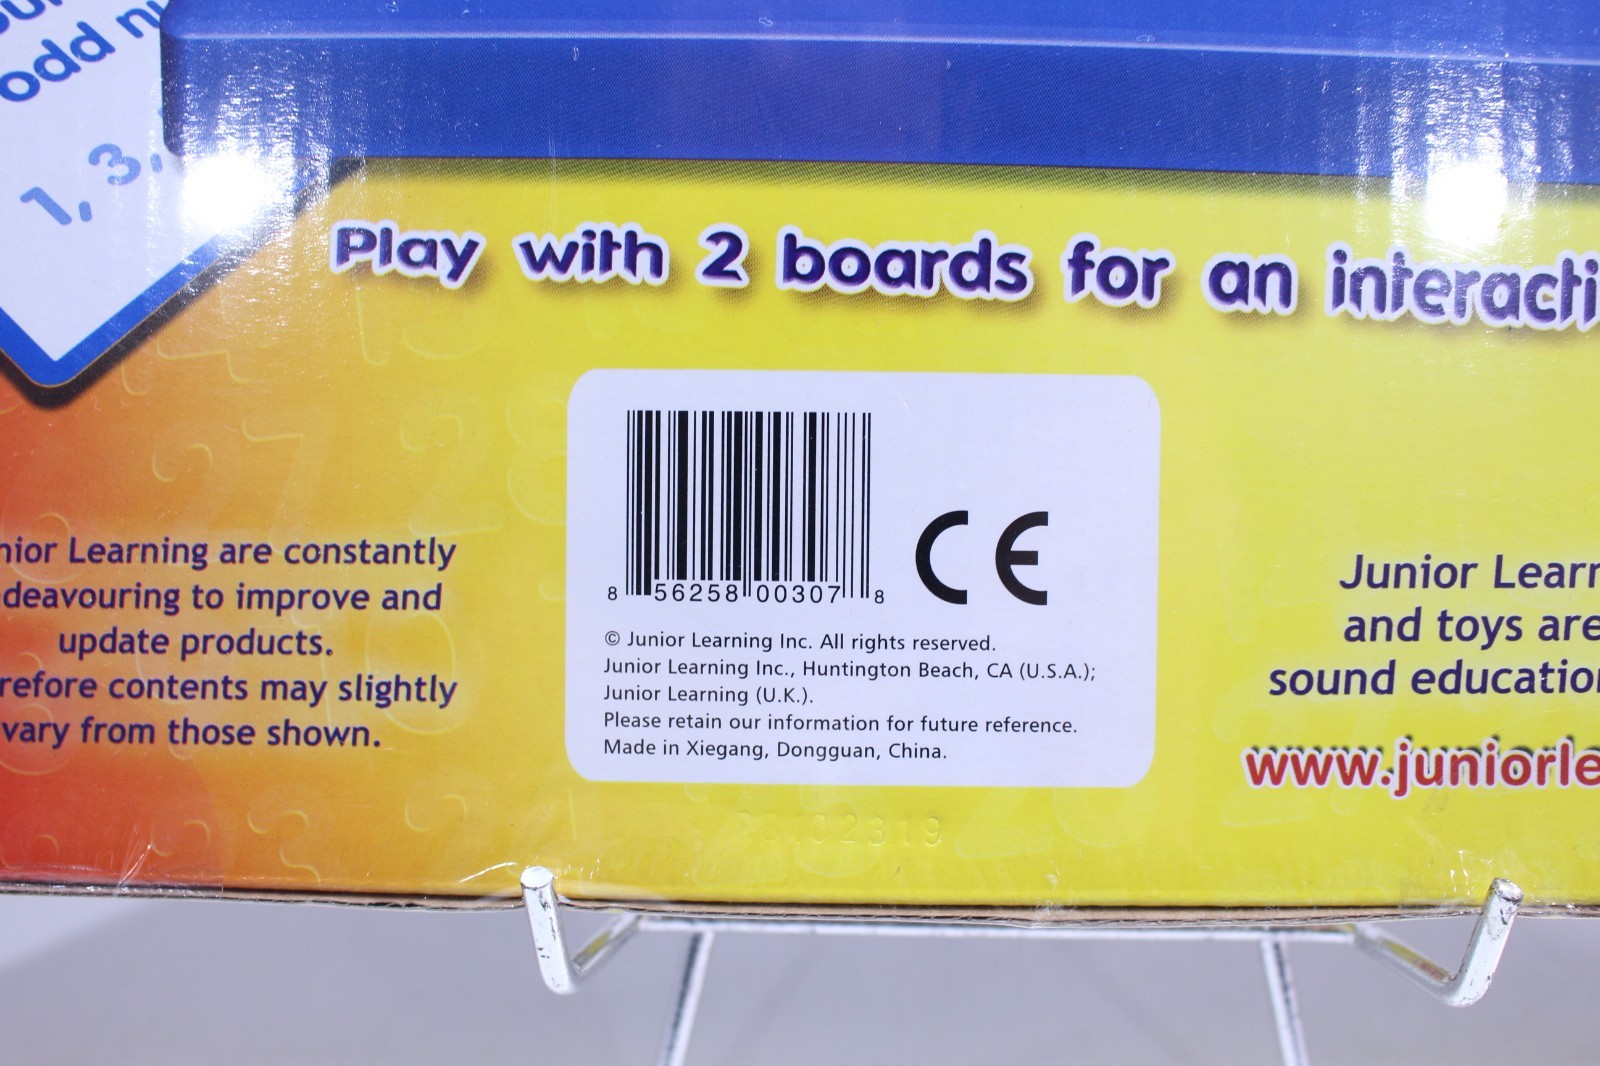 odd
1, 3,
Play with 2 boards for an interacti
nior Learning are constantly
deavouring to improve and
update products.
refore contents may slightly
vary from those shown.
8 56258 00307 8
CE
© Junior Learning Inc. All rights reserved.
Junior Learning Inc., Huntington Beach, CA (U.S.A.);
Junior Learning (U.K.).
Please retain our information for future reference.
Made in Xiegang, Dongguan, China.
Junior Learn
and toys are
sound education
www.juniorle